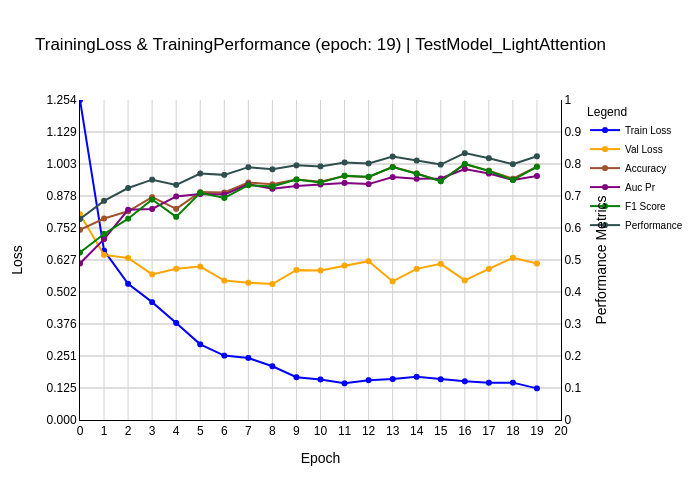 TrainingLoss & TrainingPerformance (epoch: 19) | TestModel_LightAttention
1.254
1.129
1.003
0.878
0.752
0.627
0.502
0.376
0.251
0.125
0.000
Loss
0 1 2 3 4 5 6 7 8 9 10 11 12 13 14 15 16 17 18 19 20
Epoch
1
0.9
0.8
0.7
0.6
0.5
0.4
0.3
0.2
0.1
0
Performance Metrics
Legend
Train Loss
Val Loss
Accuracy
Auc Pr
F1 Score
Performance